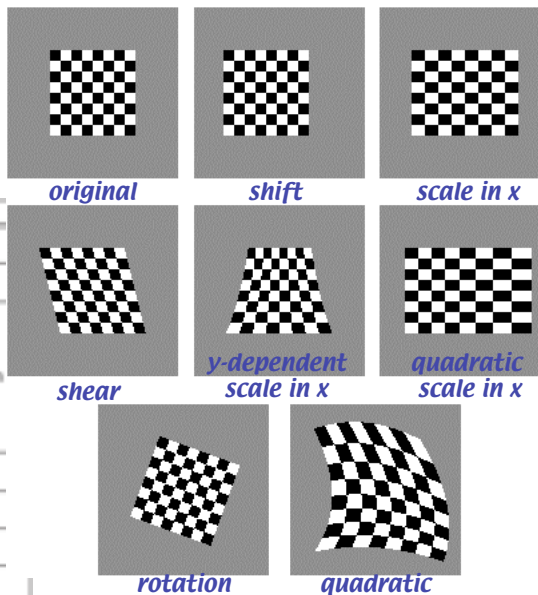 original
shift
scale in x
shear
y-dependent
scale in x
quadratic
scale in x
rotation
quadratic